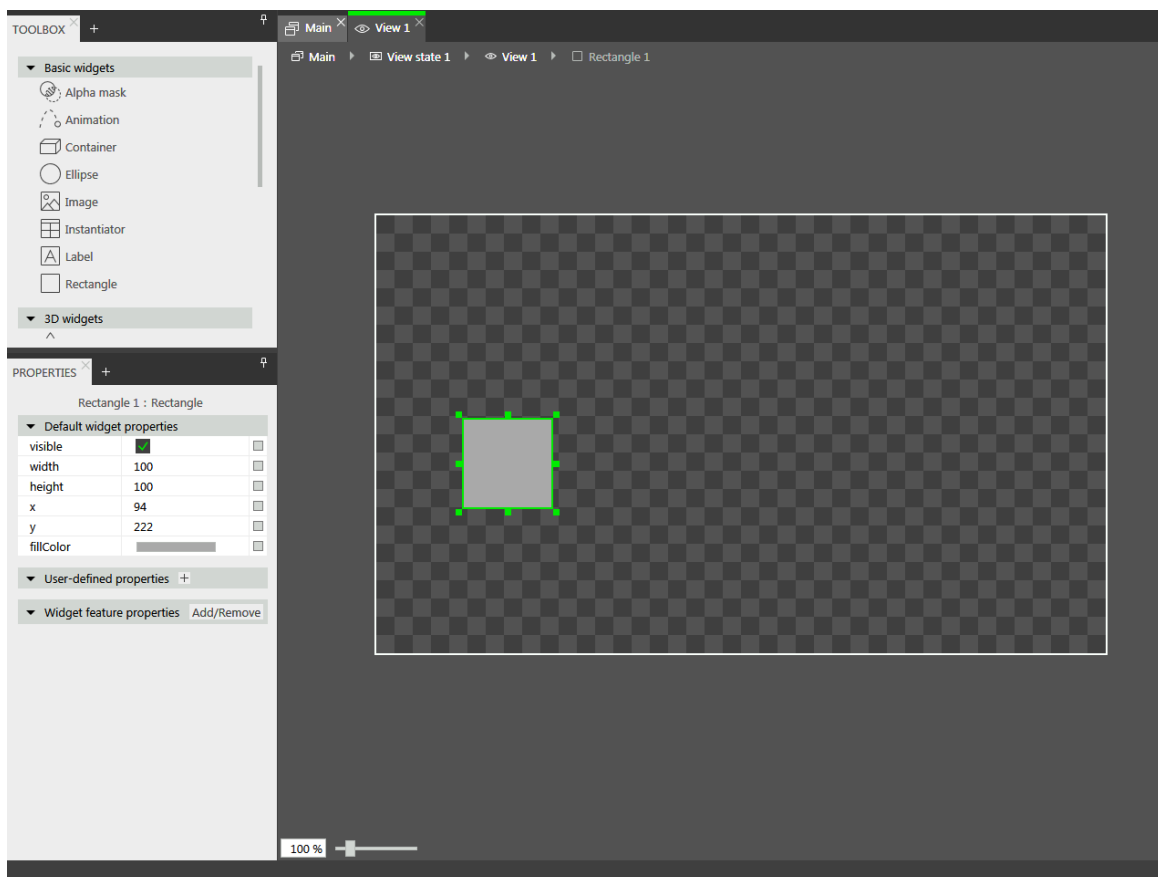 TOOLBOX
Main
View 1
Main
View state 1
View 1
Rectangle 1
Basic widgets
Alpha mask
Animation
Container
Ellipse
Image
Instantiator
A Label
Rectangle
3D widgets
PROPERTIES
Rectangle 1 : Rectangle
Default widget properties
visible
width 100
height 100
x 94
y 222
fillColor
User-defined properties +
Widget feature properties Add/Remove
100 %